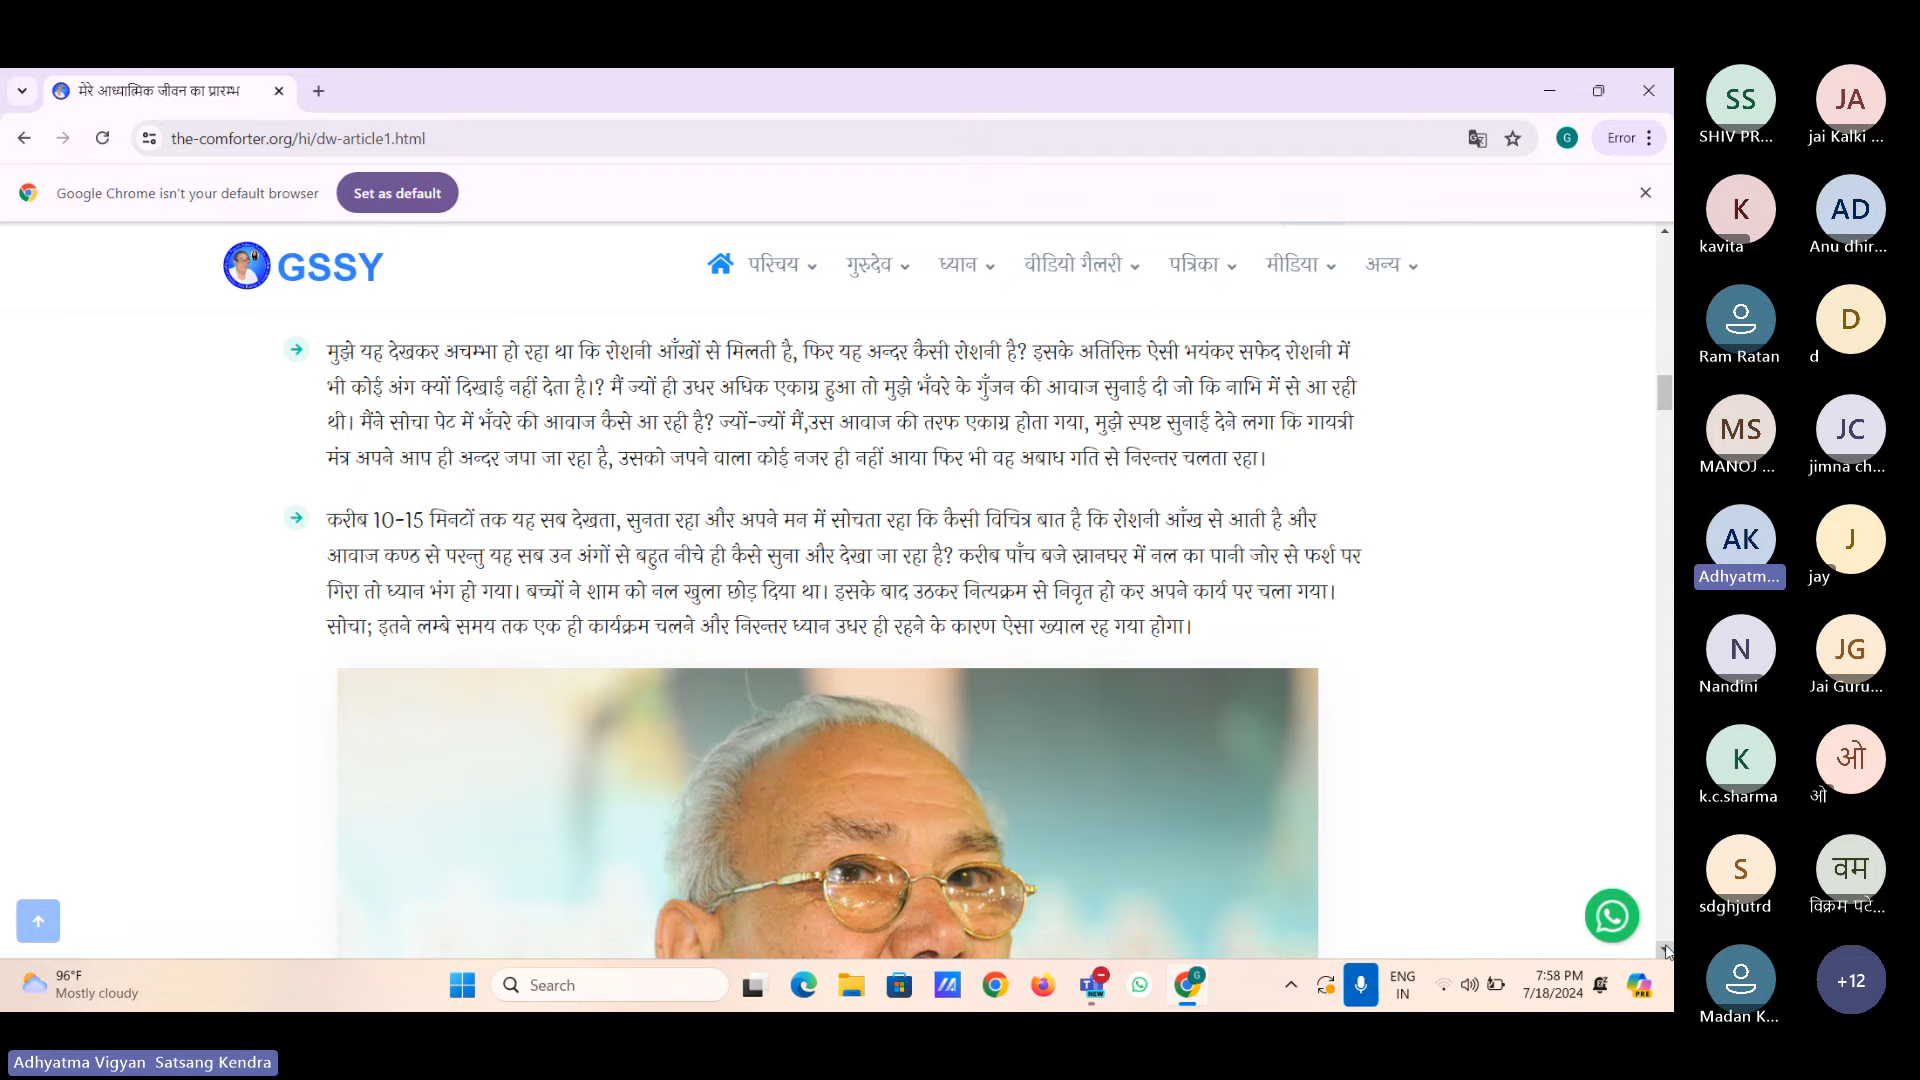 मेरे आध्यात्मिक जीवन का प्रारम्भ
the-comforter.org/hi/dw-article1.html
Error
Google Chrome isn't your default browser
Set as default
GSSY
परिचय
गुरुदेव
ध्यान
वीडियो गैलरी
पत्रिका
मीडिया
अन्य
मुझे यह देखकर अचम्भा हो रहा था कि रोशनी आँखों से मिलती है, फिर यह अन्दर कैसी रोशनी है? इसके अतिरिक्त ऐसी भयंकर सफेद रोशनी में
भी कोई अंग क्यों दिखाई नहीं देता है।? मैं ज्यों ही उधर अधिक एकाग्र हुआ तो मुझे भँवरे के गुँजन की आवाज सुनाई दी जो कि नाभि में से आ रही
थी। मैंने सोचा पेट में भँवरे की आवाज कैसे आ रही है? ज्यों-ज्यों मैं,उस आवाज की तरफ एकाग्र होता गया, मुझे स्पष्ट सुनाई देने लगा कि गायत्री
मंत्र अपने आप ही अन्दर जपा जा रहा है, उसको जपने वाला कोई नजर ही नहीं आया फिर भी वह अबाध गति से निरन्तर चलता रहा।
करीब 10-15 मिनटों तक यह सब देखता, सुनता रहा और अपने मन में सोचता रहा कि कैसी विचित्र बात है कि रोशनी आँख से आती है और
आवाज कण्ठ से परन्तु यह सब उन अंगों से बहुत नीचे ही कैसे सुना और देखा जा रहा है? करीब पाँच बजे स्नानघर में नल का पानी जोर से फर्श पर
गिरा तो ध्यान भंग हो गया। बच्चों ने शाम को नल खुला छोड़ दिया था। इसके बाद उठकर नित्यक्रम से निवृत हो कर अपने कार्य पर चला गया।
सोचा; इतने लम्बे समय तक एक ही कार्यक्रम चलने और निरन्तर ध्यान उधर ही रहने के कारण ऐसा ख्याल रह गया होगा।
96°F
Mostly cloudy
Search
NEW
G
ENG
IN
7:58 PM
7/18/2024
PRE
Adhyatma Vigyan Satsang Kendra
SS
SHIV PR...
JA
jai Kalki ...
K
kavita
AD
Anu dhir...
Ram Ratan
D
d
MS
MANOJ ...
JC
jimna ch...
AK
Adhyatm...
J
jay
N
Nandini
JG
Jai Guru...
K
k.c.sharma
ओ
ओ
S
sdghjutrd
वम
विक्रम पटे...
Madan K...
+12